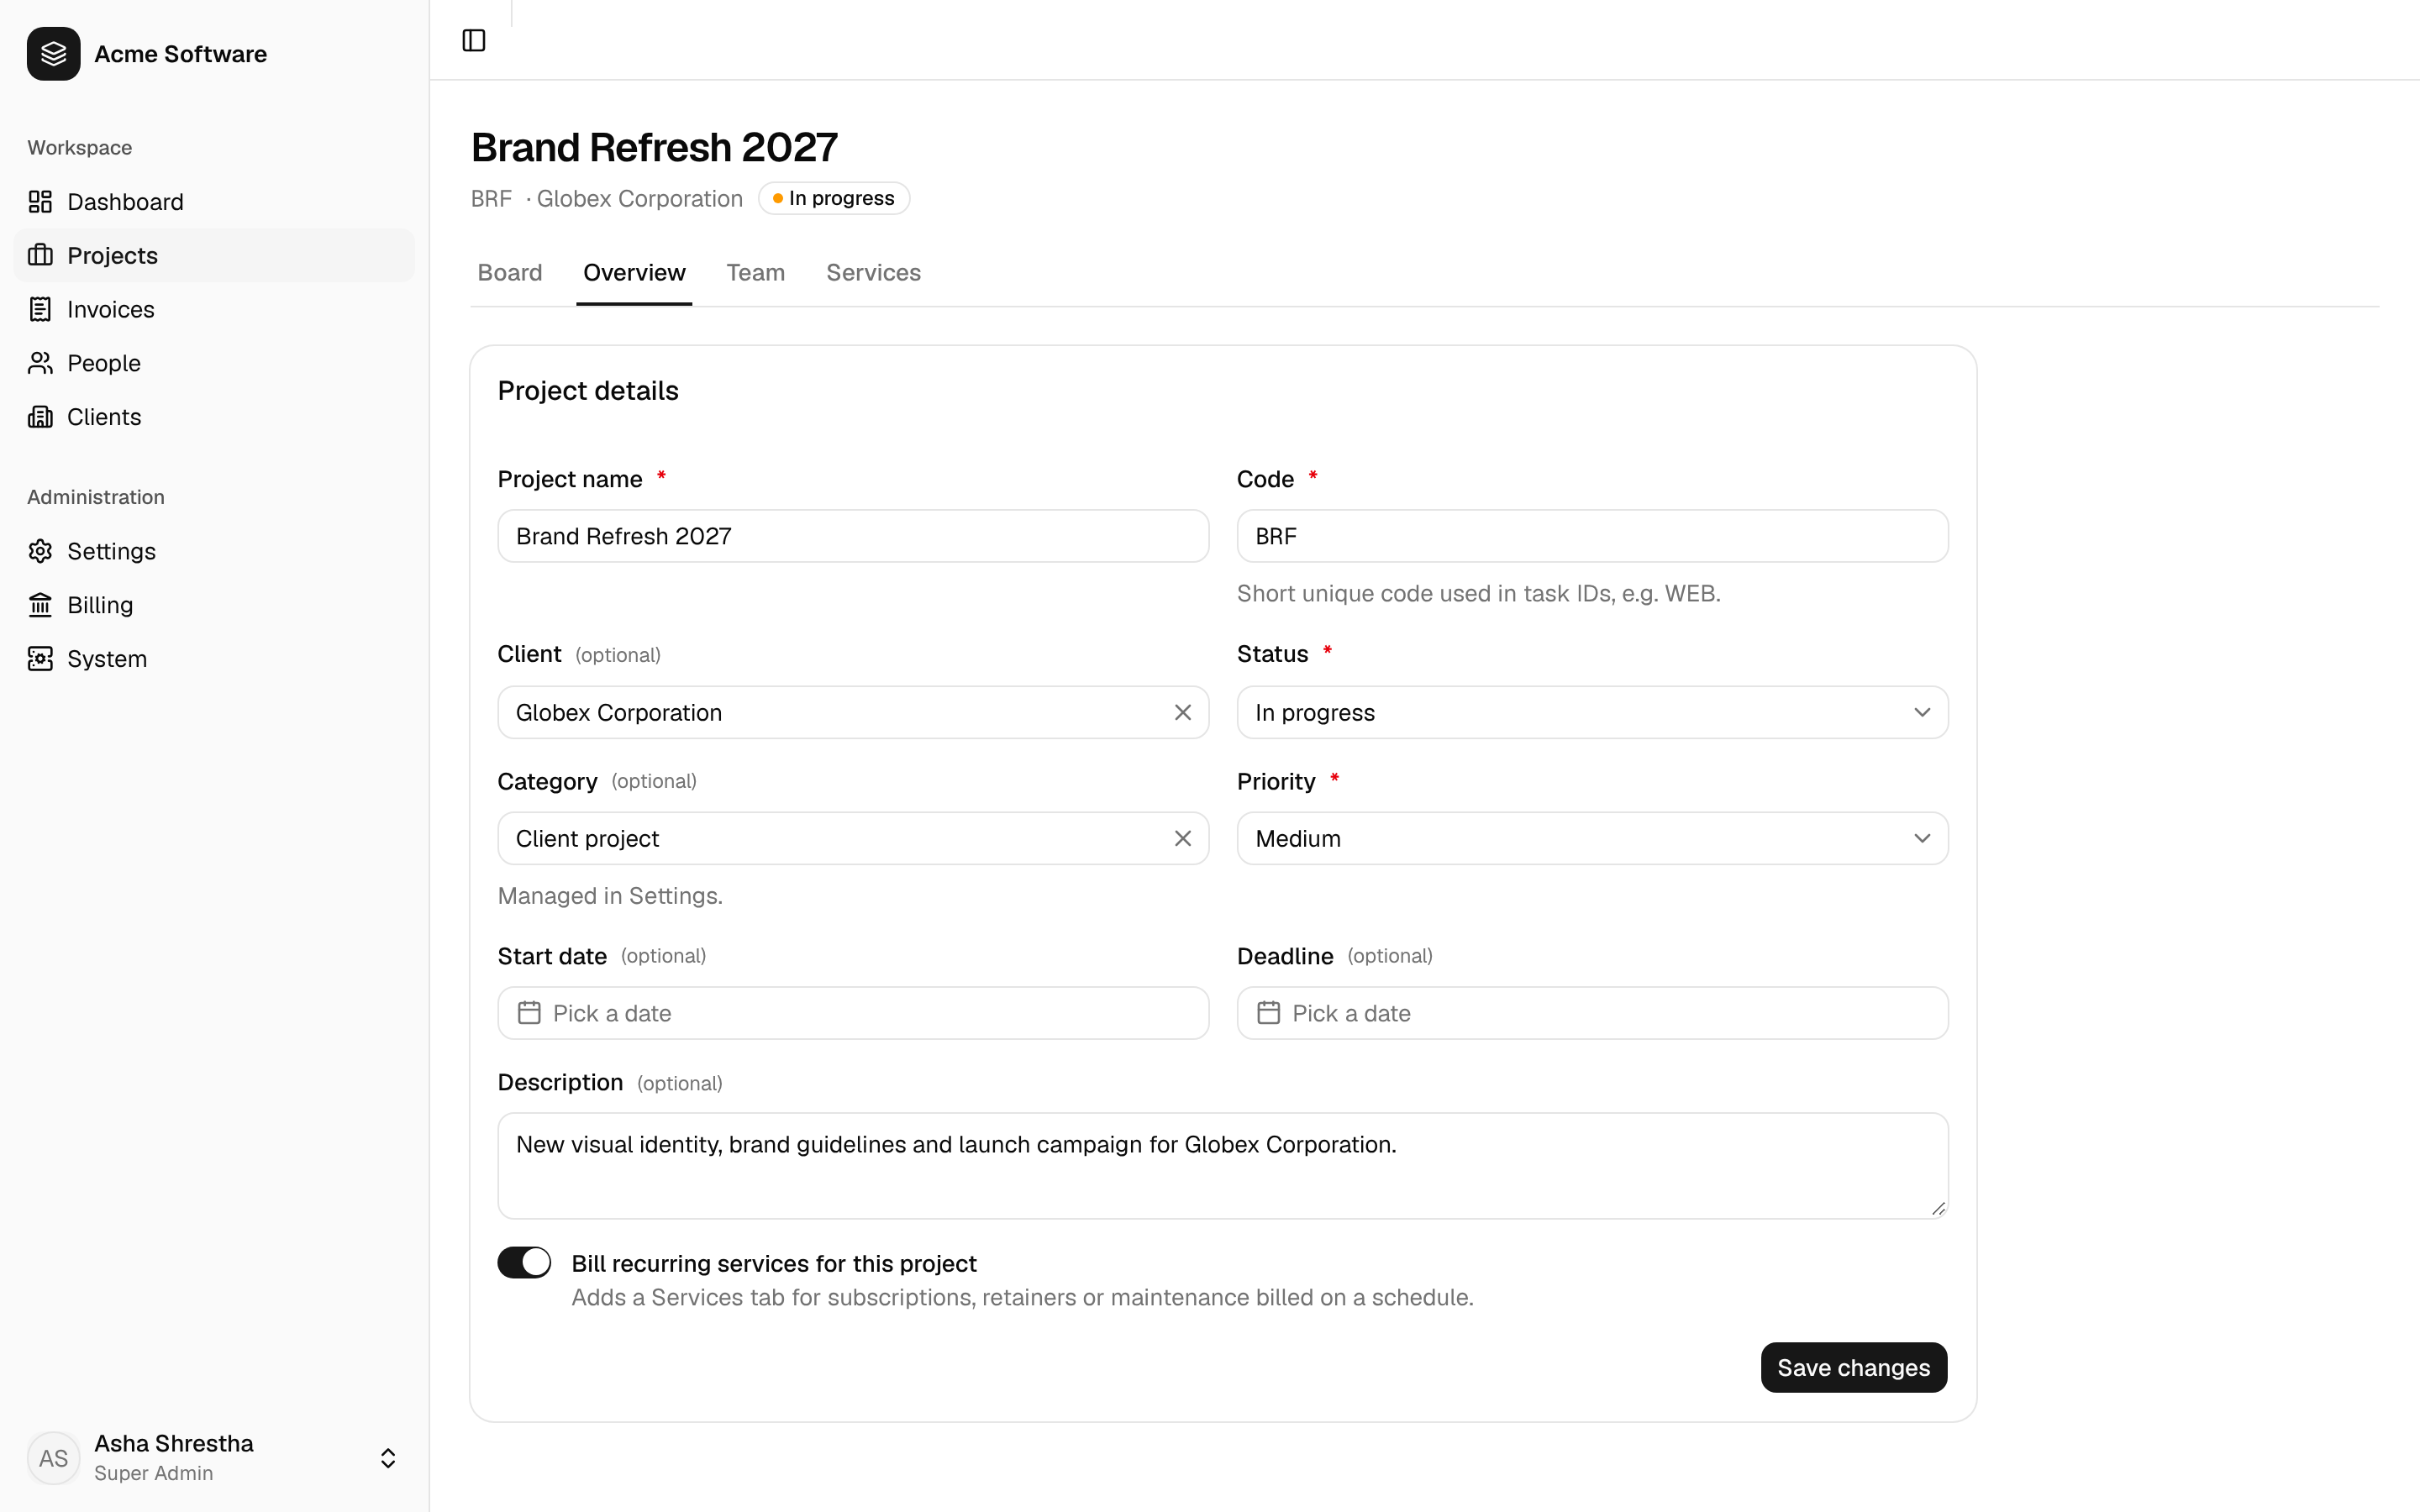 Acme Software
Workspace
Dashboard
Projects
Invoices
People
Clients
Administration
Settings
Billing
System
AS
Asha Shrestha
Super Admin
Brand Refresh 2027
BRF · Globex Corporation In progress
Board Overview Team Services
Project details
Project name *
Brand Refresh 2027
Code *
BRF
Short unique code used in task IDs, e.g. WEB.
Client (optional)
Globex Corporation
Status *
In progress
Category (optional)
Client project
Managed in Settings.
Priority *
Medium
Start date (optional)
Pick a date
Deadline (optional)
Pick a date
Description (optional)
New visual identity, brand guidelines and launch campaign for Globex Corporation.
Bill recurring services for this project
Adds a Services tab for subscriptions, retainers or maintenance billed on a schedule.
Save changes